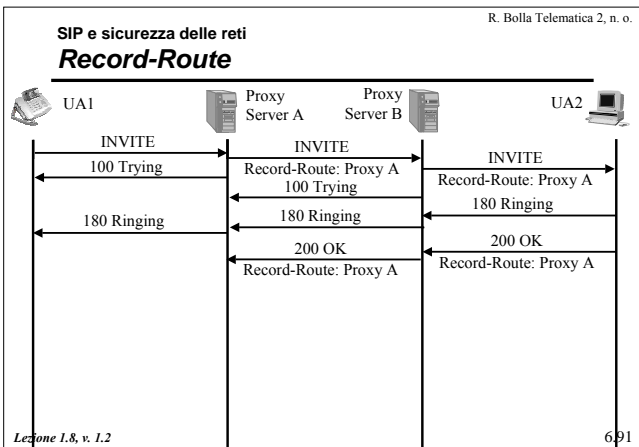 R. Bolla Telematica 2, n. o.
SIP e sicurezza delle reti
Record-Route
UA1
Proxy
Server A
Proxy
Server B
UA2
INVITE
INVITE
INVITE
100 Trying
Record-Route: Proxy A
Record-Route: Proxy A
100 Trying
180 Ringing
180 Ringing
180 Ringing
200 OK
200 OK
Record-Route: Proxy A
Record-Route: Proxy A
Lezione 1.8, v. 1.2
6.91